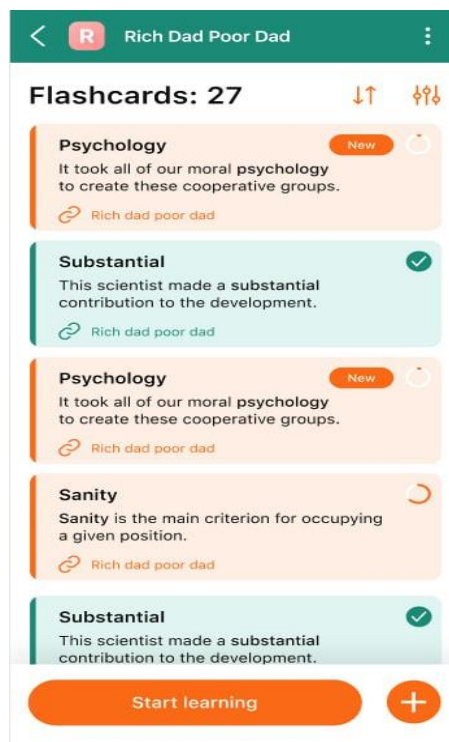 R Rich Dad Poor Dad
Flashcards: 27
Psychology New
It took all of our moral psychology
to create these cooperative groups.
Rich dad poor dad
Substantial
This scientist made a substantial
contribution to the development.
Rich dad poor dad
Psychology New
It took all of our moral psychology
to create these cooperative groups.
Rich dad poor dad
Sanity
Sanity is the main criterion for occupying
a given position.
Rich dad poor dad
Substantial
This scientist made a substantial
contribution to the development.
Start learning